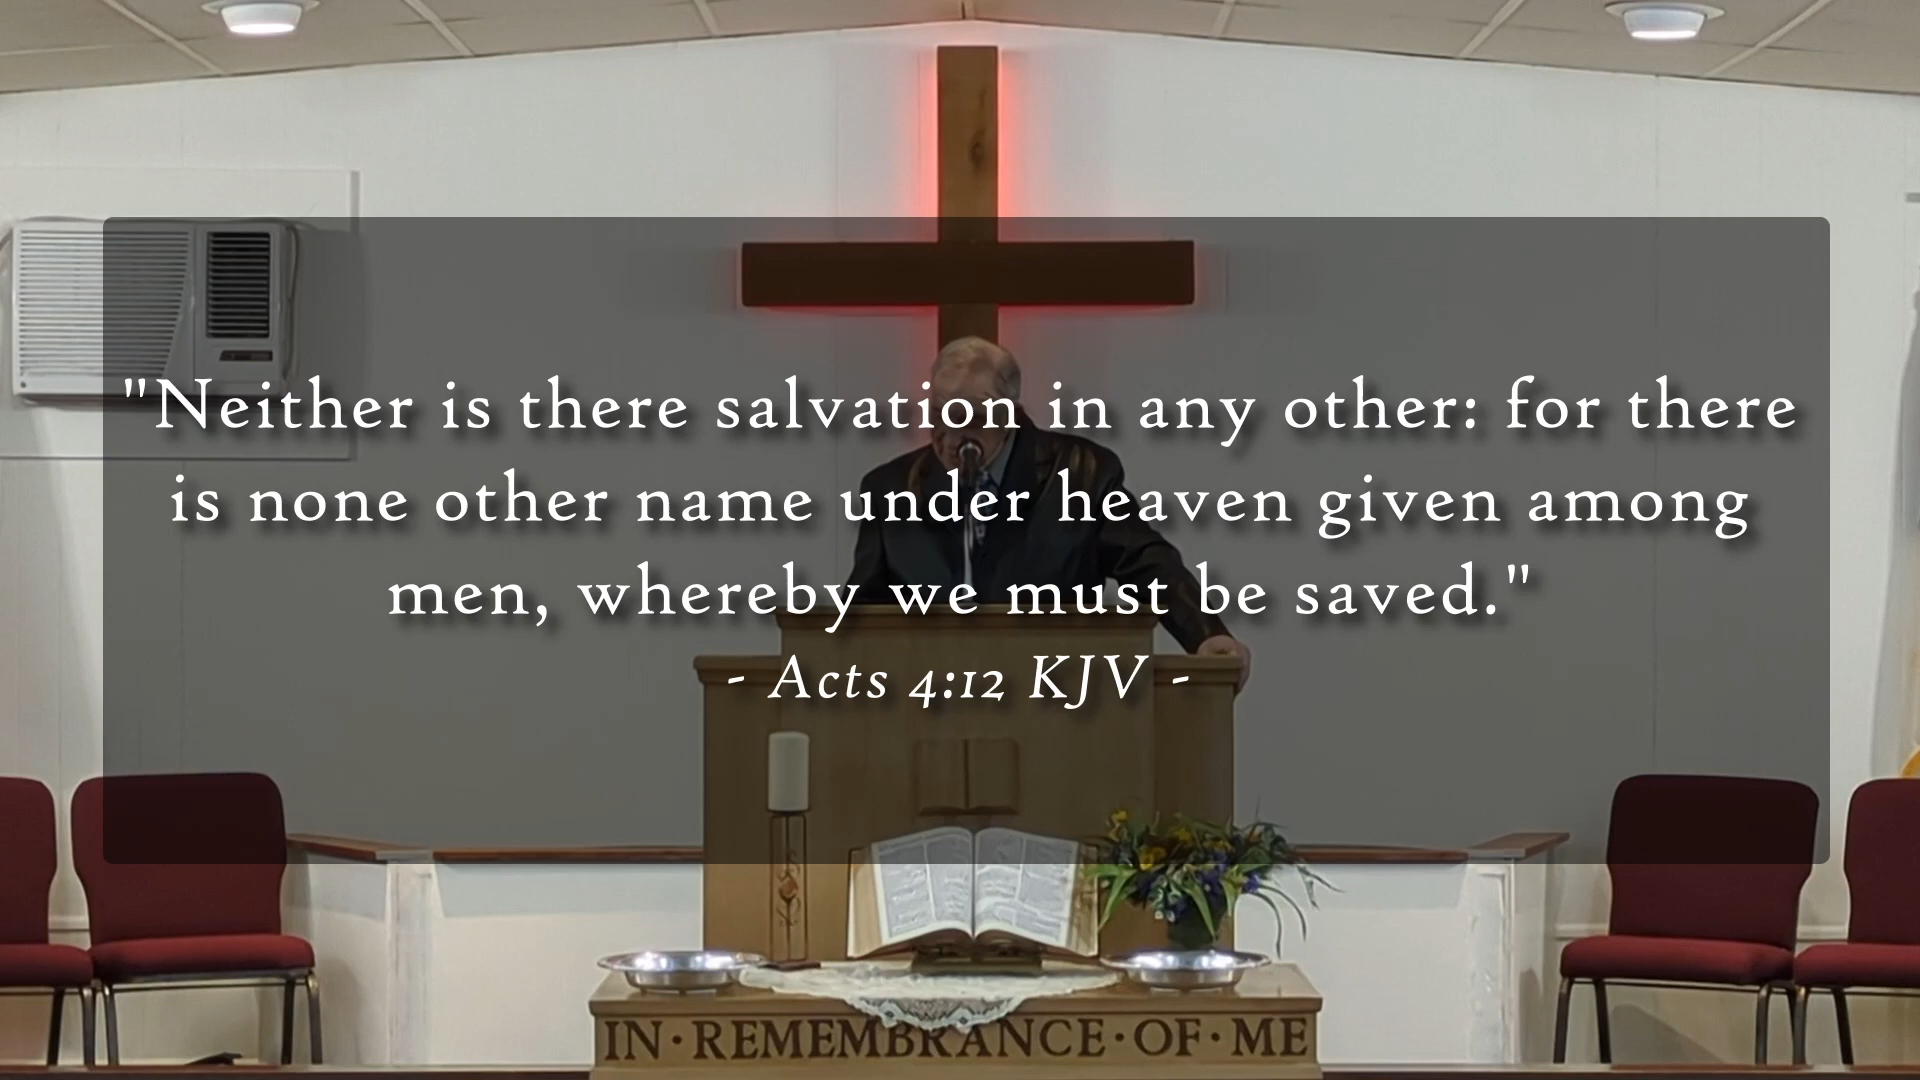 "Neither is there salvation in any other: for there
is none other name under heaven given among
men, whereby we must be saved."
- Acts 4:12 KJV -
IN·REMEMBRANCE·OF·ME